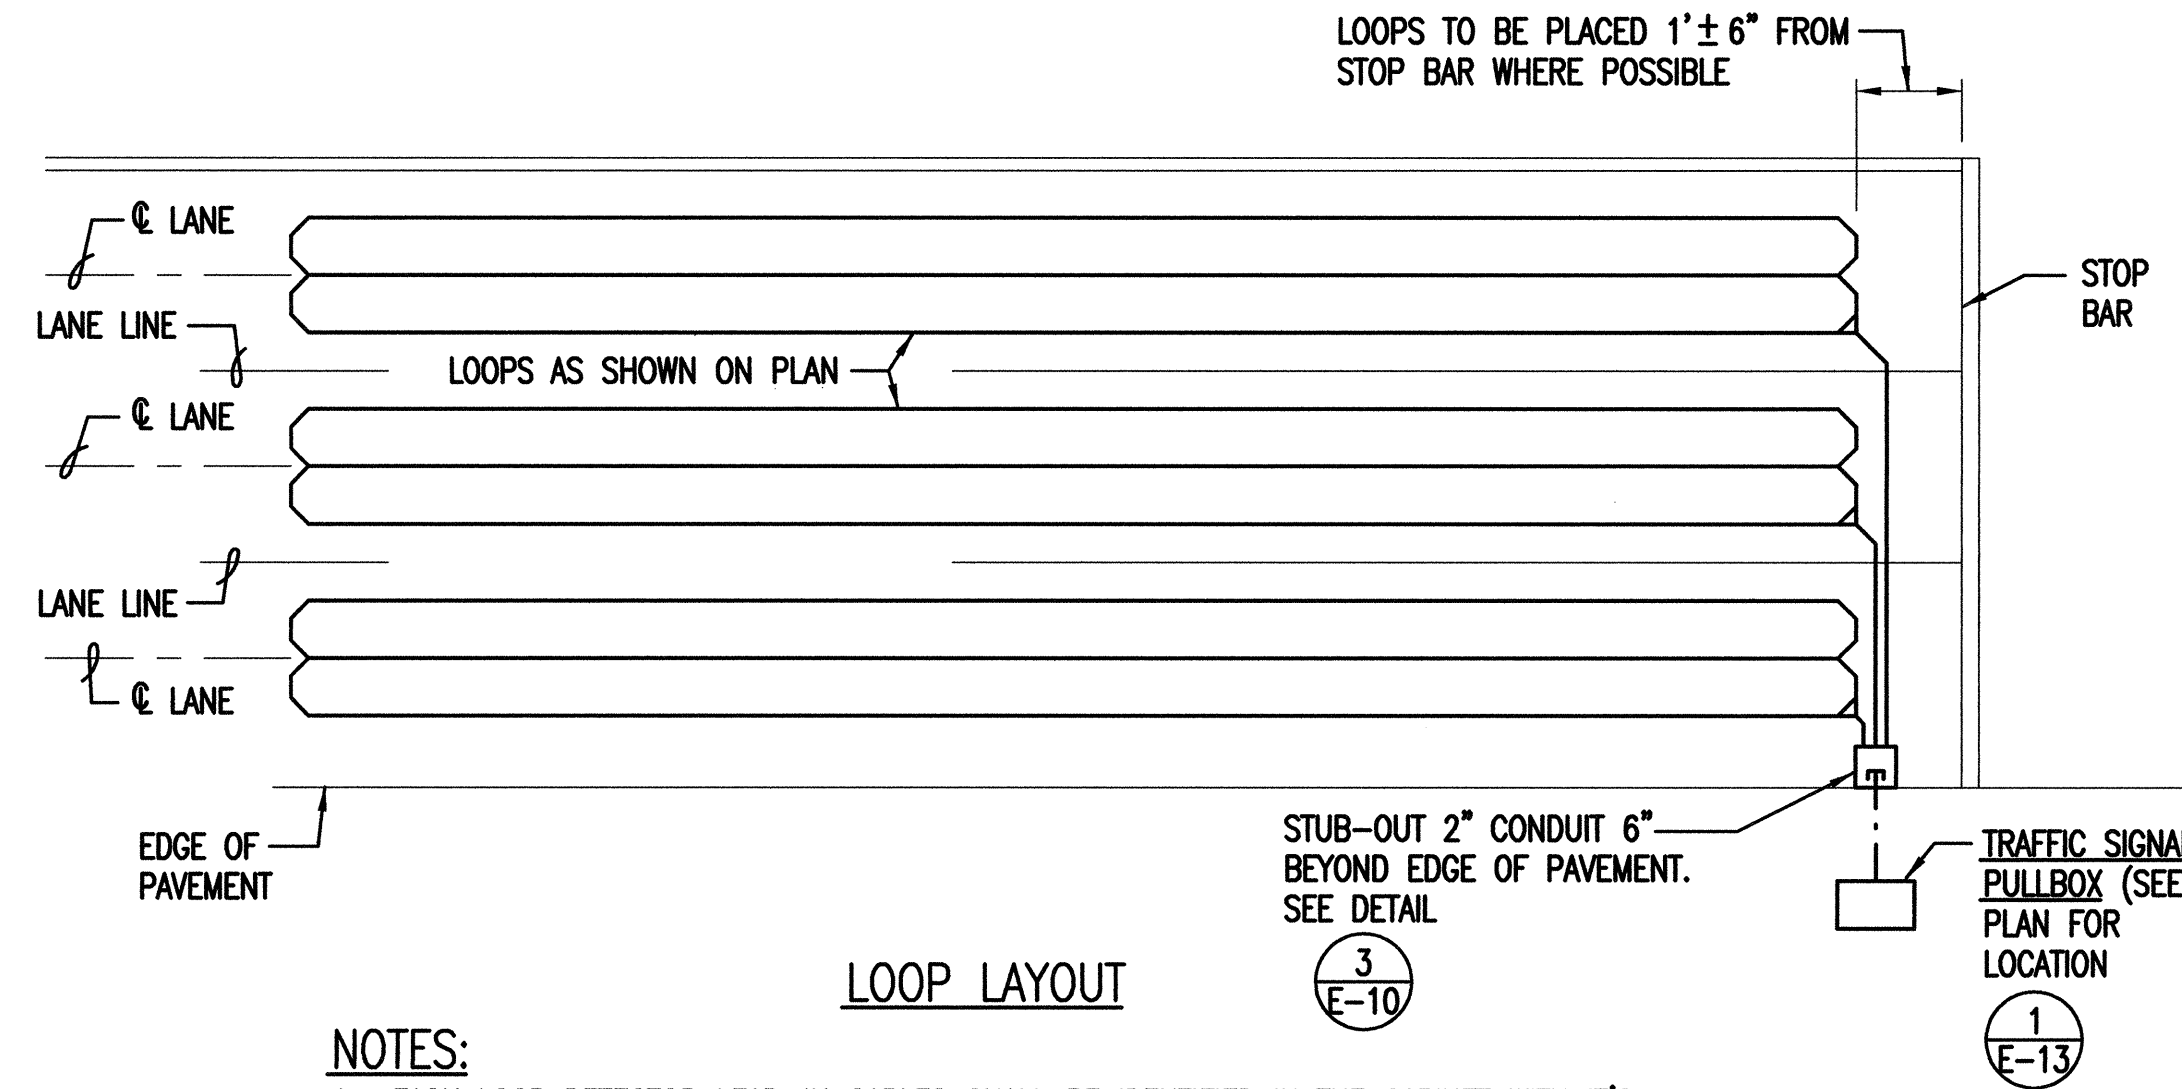 LOOPS TO BE PLACED 1'± 6" FROM
STOP BAR WHERE POSSIBLE
℄ LANE
STOP
BAR
LANE LINE
LOOPS AS SHOWN ON PLAN
℄ LANE
LANE LINE
℄ LANE
EDGE OF
PAVEMENT
STUB-OUT 2" CONDUIT 6"
BEYOND EDGE OF PAVEMENT.
SEE DETAIL
3
E-10
TRAFFIC SIGNAL
PULLBOX (SEE
PLAN FOR
LOCATION
1
E-13
LOOP LAYOUT
NOTES: